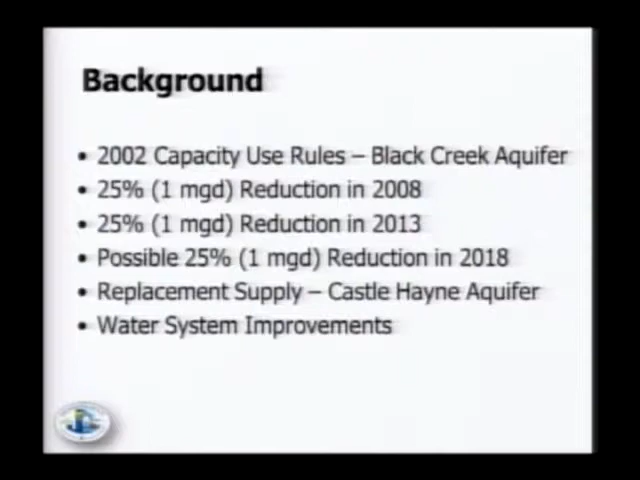 Background
• 2002 Capacity Use Rules – Black Creek Aquifer
• 25% (1 mgd) Reduction in 2008
• 25% (1 mgd) Reduction in 2013
• Possible 25% (1 mgd) Reduction in 2018
• Replacement Supply – Castle Hayne Aquifer
• Water System Improvements